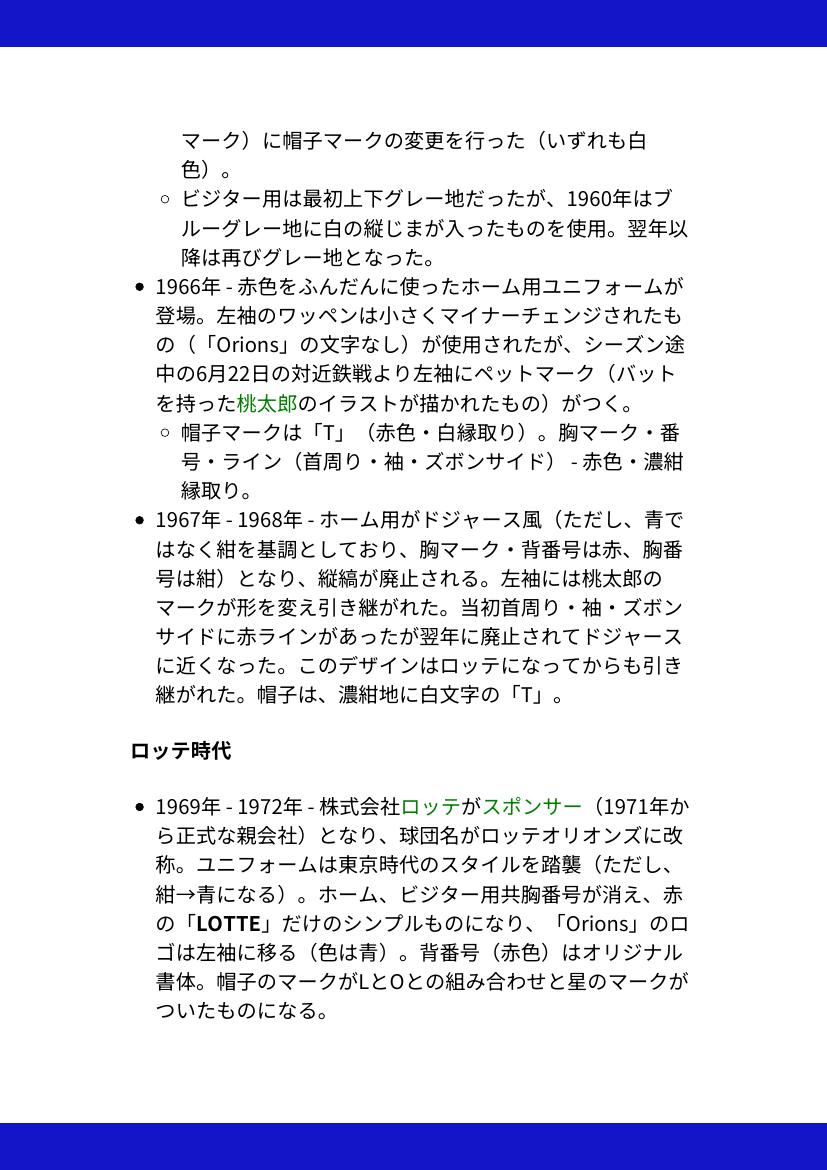 マーク）に帽子マークの変更を行った（いずれも白
色）。
ビジター用は最初上下グレー地だったが、1960年はブ
ルーグレー地に白の縦じまが入ったものを使用。翌年以
降は再びグレー地となった。
1966年 - 赤色をふんだんに使ったホーム用ユニフォームが
登場。左袖のワッペンは小さくマイナーチェンジされたも
の（「Orions」の文字なし）が使用されたが、シーズン途
中の6月22日の対近鉄戦より左袖にペットマーク（バット
を持った桃太郎のイラストが描かれたもの）がつく。
帽子マークは「T」（赤色・白縁取り）。胸マーク・番
号・ライン（首周り・袖・ズボンサイド） - 赤色・濃紺
縁取り。
1967年 - 1968年 - ホーム用がドジャース風（ただし、青で
はなく紺を基調としており、胸マーク・背番号は赤、胸番
号は紺）となり、縦縞が廃止される。左袖には桃太郎の
マークが形を変え引き継がれた。当初首周り・袖・ズボン
サイドに赤ラインがあったが翌年に廃止されてドジャース
に近くなった。このデザインはロッテになってからも引き
継がれた。帽子は、濃紺地に白文字の「T」。
ロッテ時代
1969年 - 1972年 - 株式会社ロッテがスポンサー（1971年か
ら正式な親会社）となり、球団名がロッテオリオンズに改
称。ユニフォームは東京時代のスタイルを踏襲（ただし、
紺→青になる）。ホーム、ビジター用共胸番号が消え、赤
の「LOTTE」だけのシンプルものになり、「Orions」のロ
ゴは左袖に移る（色は青）。背番号（赤色）はオリジナル
書体。帽子のマークがLとOとの組み合わせと星のマークが
ついたものになる。